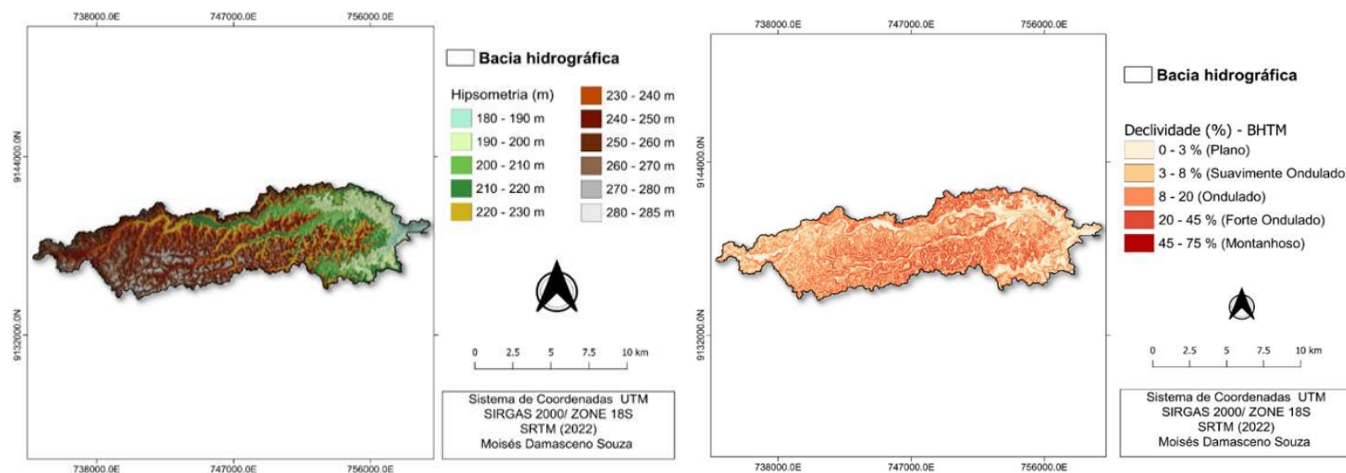 738000.0E 747000.0E 756000.0E
9144000.0N
9132000.0N
738000.0E 747000.0E 756000.0E
Bacia hidrográfica
Hipsometria (m)
180 - 190 m
190 - 200 m
200 - 210 m
210 - 220 m
220 - 230 m
230 - 240 m
240 - 250 m
250 - 260 m
260 - 270 m
270 - 280 m
280 - 285 m
0 2.5 5 7.5 10 km
Sistema de Coordenadas UTM
SIRGAS 2000/ ZONE 18S
SRTM (2022)
Moisés Damasceno Souza
738000.0E 747000.0E 756000.0E
9144000.0N
9132000.0N
738000.0E 747000.0E 756000.0E
Bacia hidrográfica
Declividade (%) - BHTM
0 - 3 % (Plano)
3 - 8 % (Suavimente Ondulado)
8 - 20 (Ondulado)
20 - 45% (Forte Ondulado)
45 - 75 % (Montanhoso)
0 2.5 5 7.5 10 km
Sistema de Coordenadas UTM
SIRGAS 2000/ ZONE 18S
SRTM (2022)
Moisés Damasceno Souza